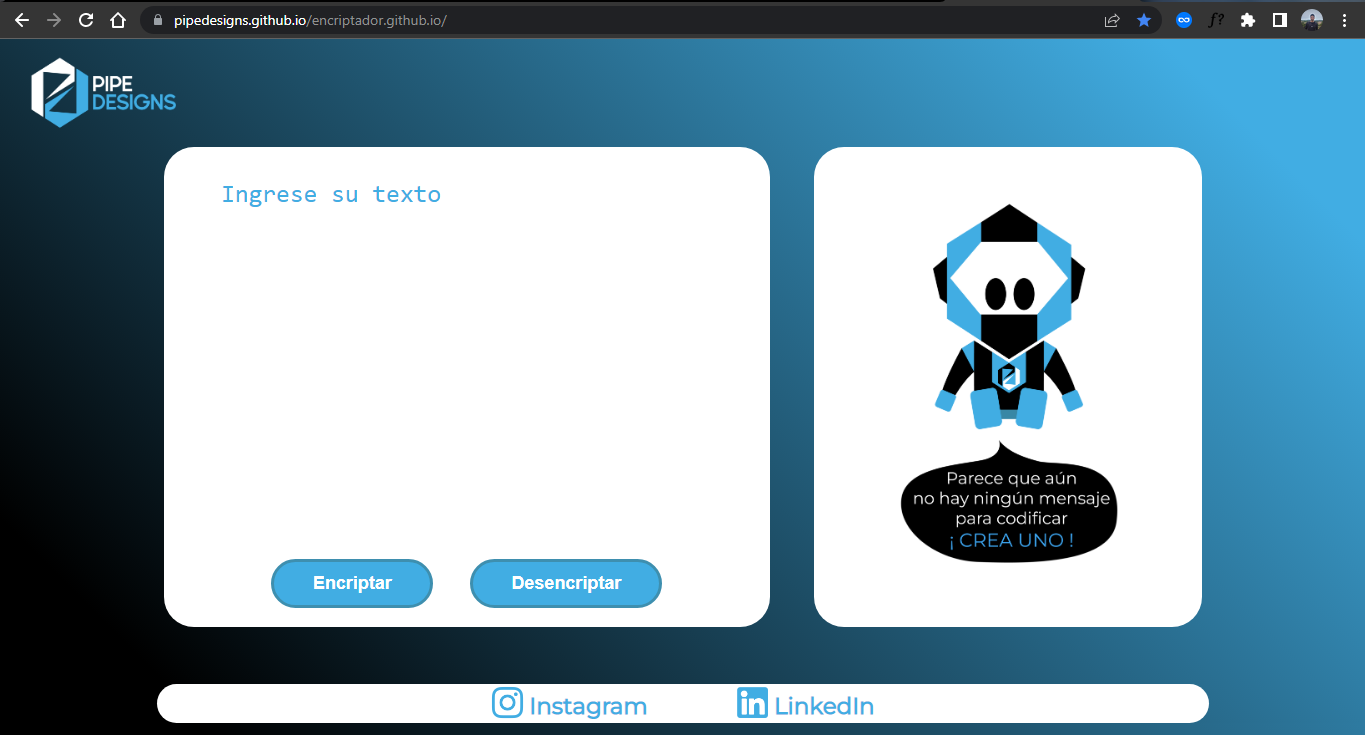 pipedesigns.github.io/encriptador.github.io/
f?
PIPE
DESIGNS
Ingrese su texto
Encriptar
Desencriptar
Parece que aún
no hay ningún mensaje
para codificar
¡ CREA UNO !
Instagram
LinkedIn